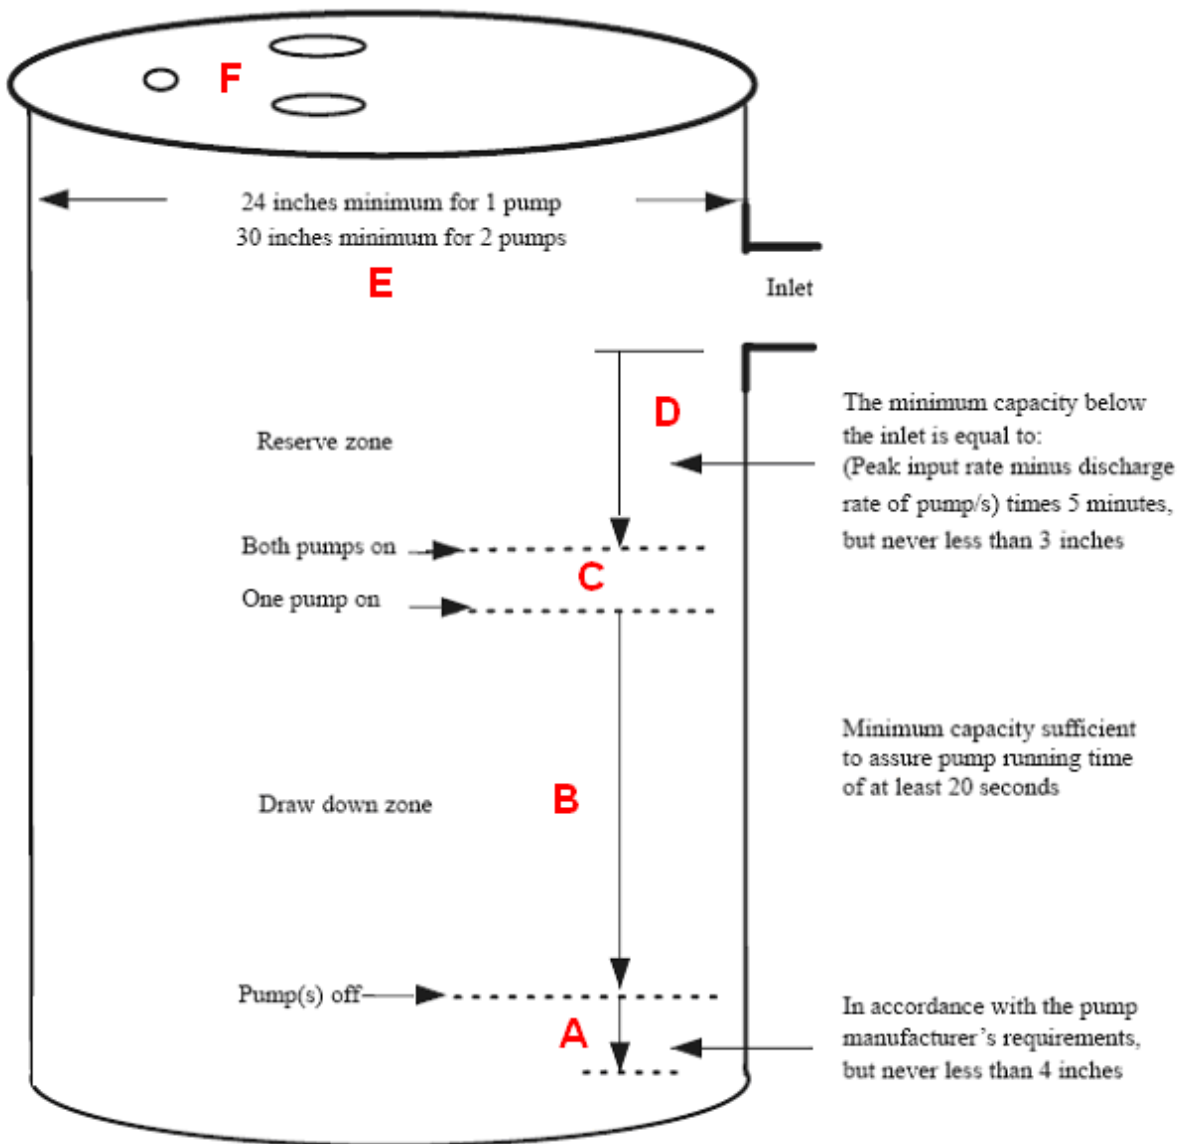 F
24 inches minimum for 1 pump
30 inches minimum for 2 pumps
E
Inlet
D
The minimum capacity below
the inlet is equal to:
(Peak input rate minus discharge
rate of pump/s) times 5 minutes,
but never less than 3 inches
Reserve zone
Both pumps on
C
One pump on
Minimum capacity sufficient
to assure pump running time
of at least 20 seconds
B
Draw down zone
Pump(s) off
A
In accordance with the pump
manufacturer’s requirements,
but never less than 4 inches